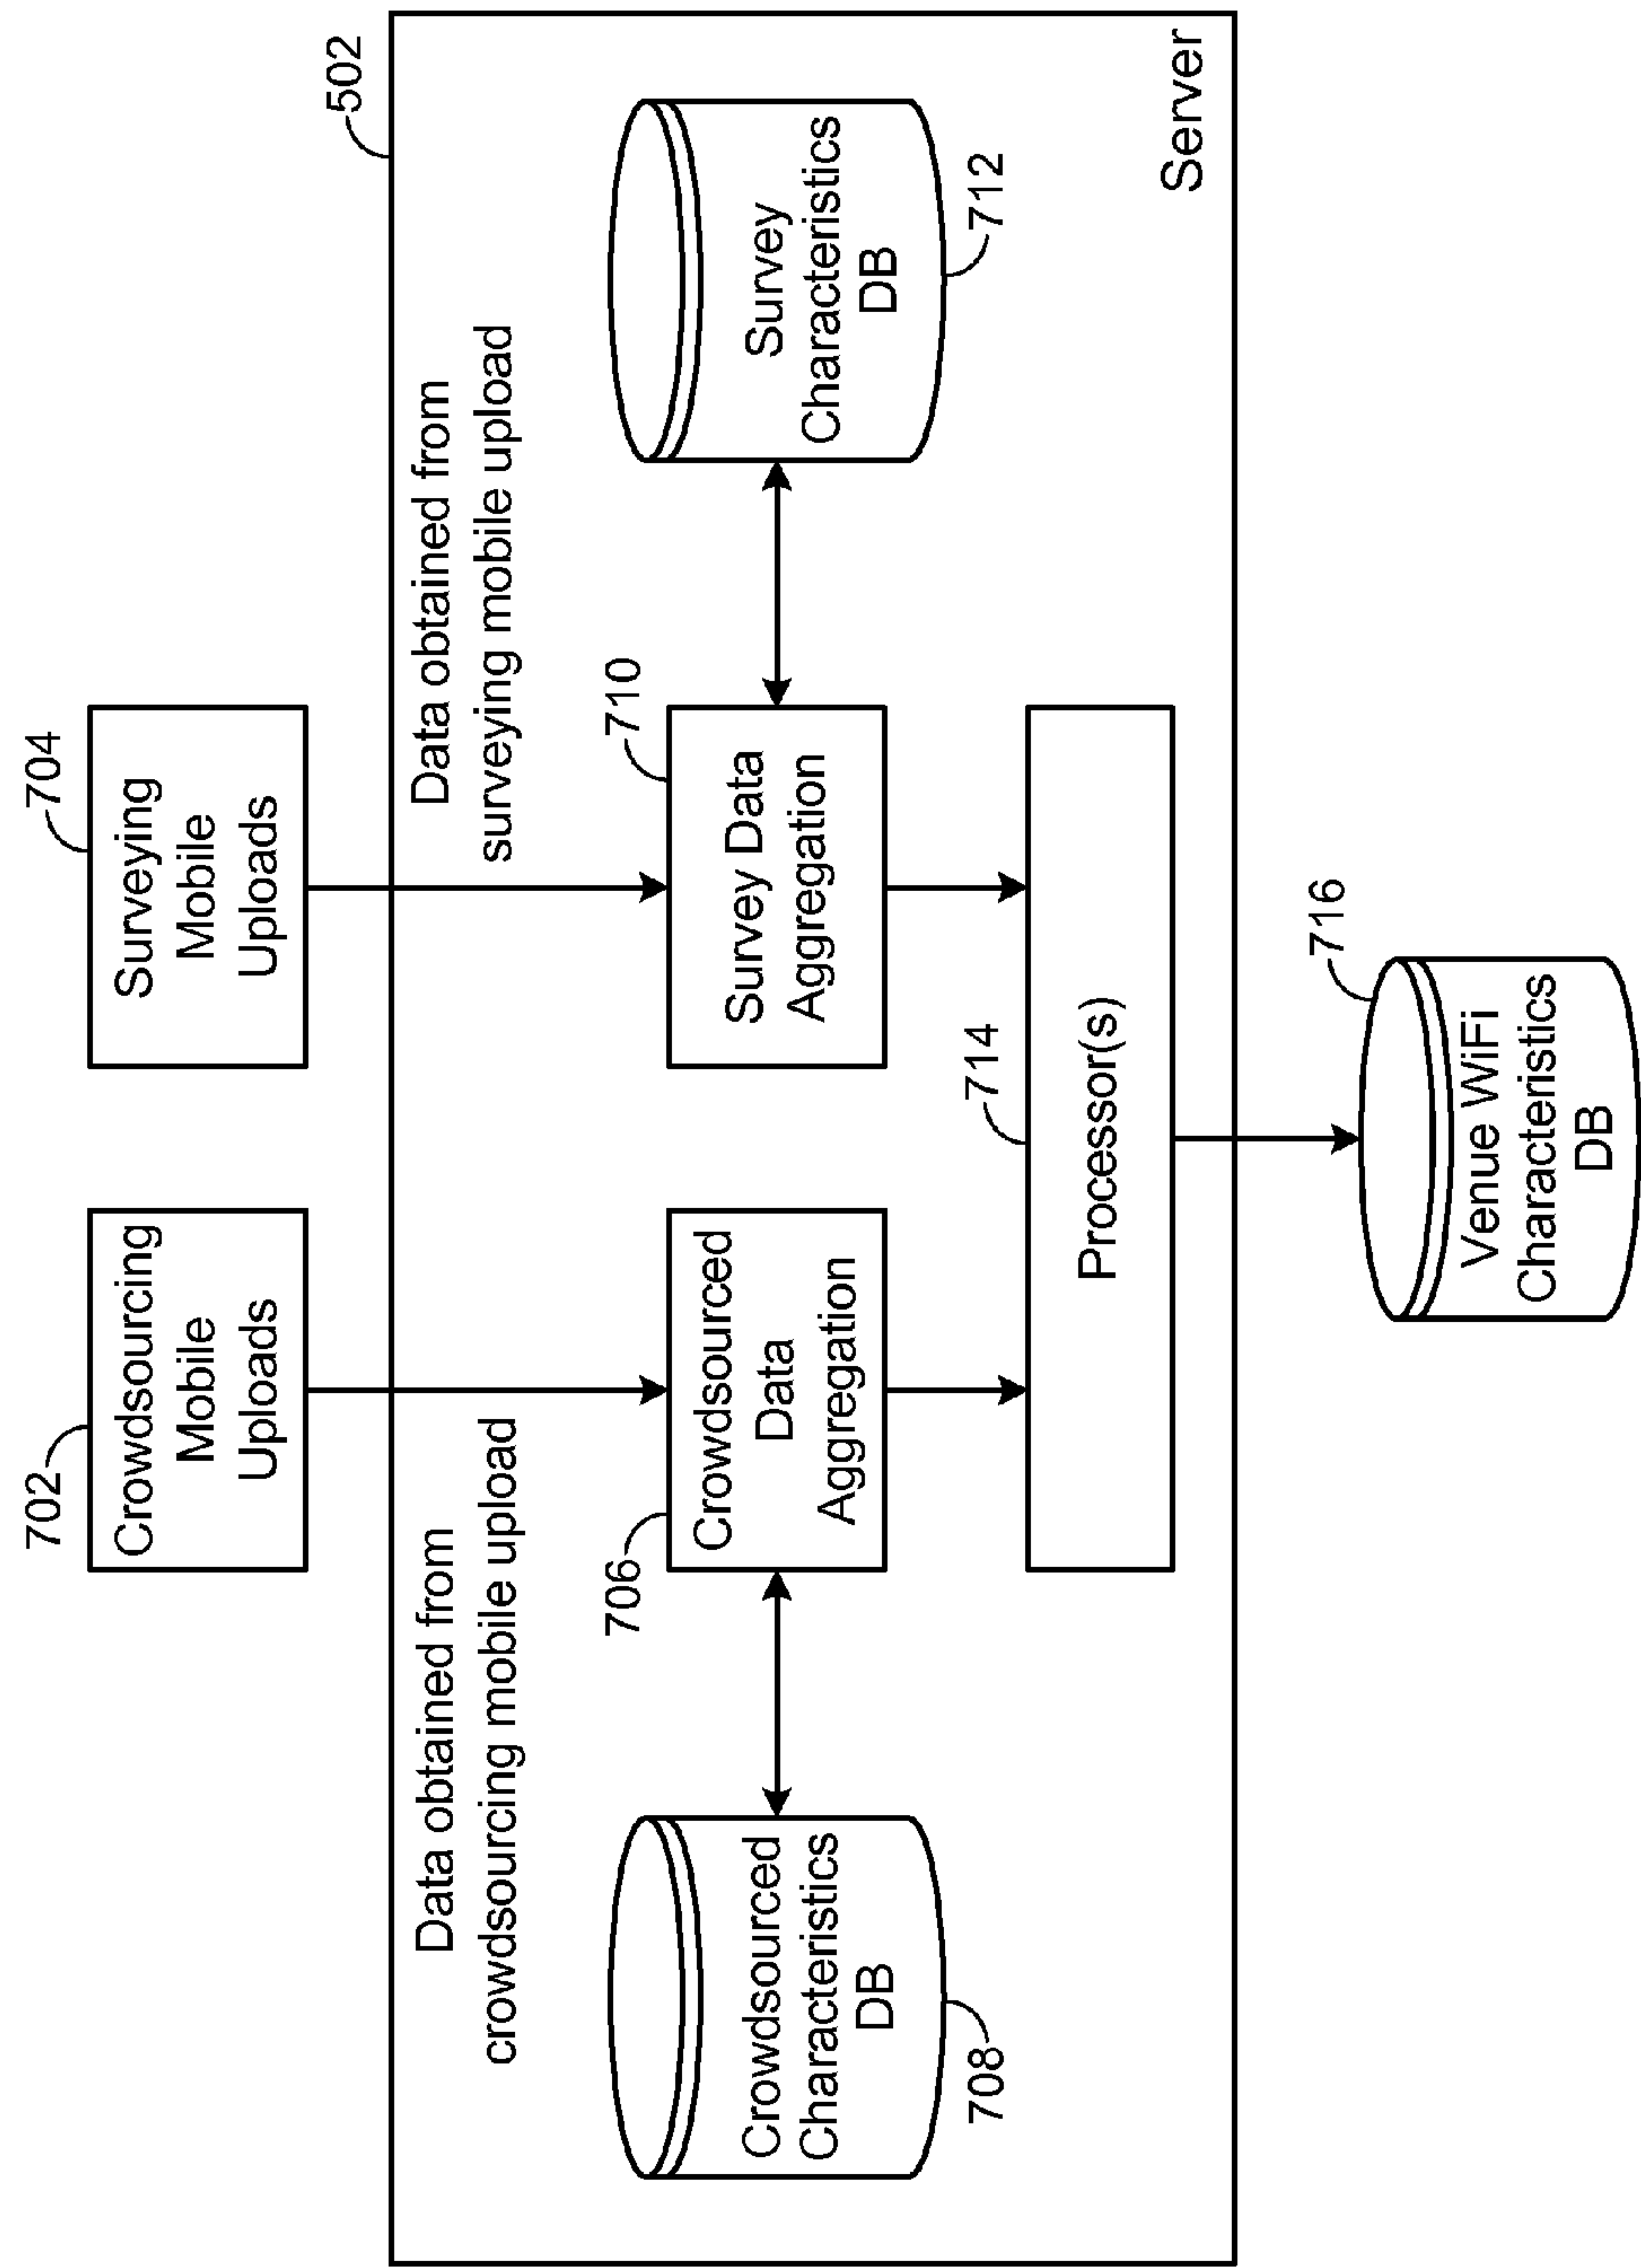 702
Crowdsourcing
Mobile
Uploads
704
Surveying
Mobile
Uploads
502
Data obtained from
crowdsourcing mobile upload
Data obtained from
surveying mobile upload
Crowdsourced
Characteristics
DB
708
706
Crowdsourced
Data
Aggregation
710
Survey Data
Aggregation
Survey
Characteristics
DB
712
714
Processor(s)
Server
716
Venue WiFi
Characteristics
DB